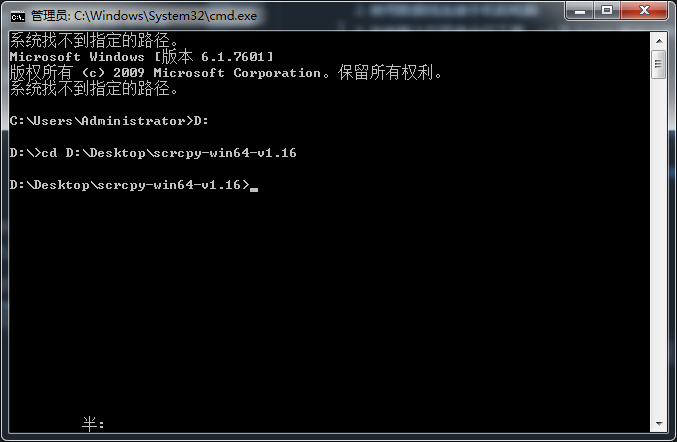 管理员: C:\Windows\System32\cmd.exe
系统找不到指定的路径。
Microsoft Windows [版本 6.1.7601]
版权所有 (c) 2009 Microsoft Corporation。保留所有权利。
系统找不到指定的路径。
C:\Users\Administrator>D:
D:\>cd D:\Desktop\scrcpy-win64-v1.16
D:\Desktop\scrcpy-win64-v1.16>
半: